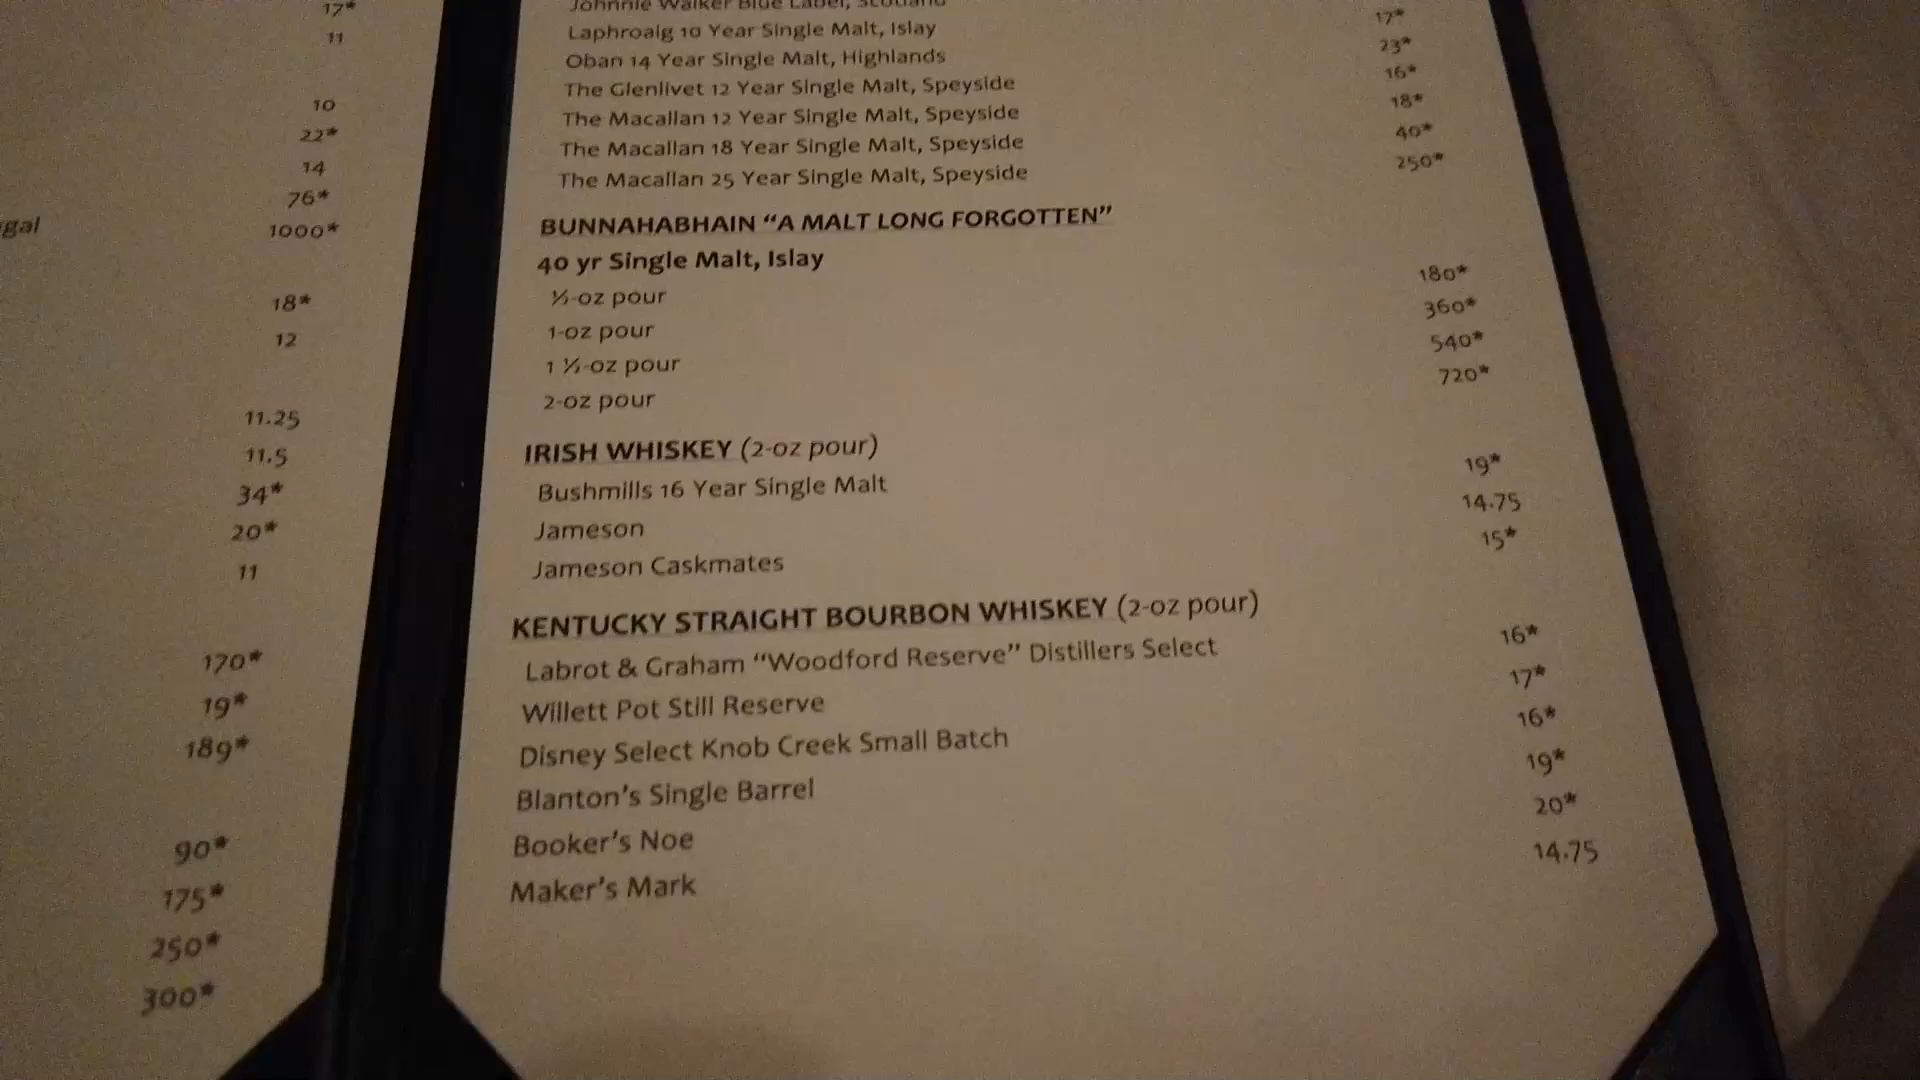 17*
11
10
22*
14
76*
gal 1000*
18*
12
11.25
11.5
34*
20*
11
170*
19*
189*
90*
175*
250*
300*
Johnnie Walker Blue Label, Scotland
Laphroaig 10 Year Single Malt, Islay 17*
Oban 14 Year Single Malt, Highlands 23*
The Glenlivet 12 Year Single Malt, Speyside 16*
The Macallan 12 Year Single Malt, Speyside 18*
The Macallan 18 Year Single Malt, Speyside 40*
The Macallan 25 Year Single Malt, Speyside 250*
BUNNAHABHAIN “A MALT LONG FORGOTTEN”
40 yr Single Malt, Islay
½-oz pour 180*
1-oz pour 360*
1 ½-oz pour 540*
2-oz pour 720*
IRISH WHISKEY (2-oz pour)
Bushmills 16 Year Single Malt 19*
Jameson 14.75
Jameson Caskmates 15*
KENTUCKY STRAIGHT BOURBON WHISKEY (2-oz pour)
Labrot & Graham “Woodford Reserve” Distillers Select 16*
Willett Pot Still Reserve 17*
Disney Select Knob Creek Small Batch 16*
Blanton’s Single Barrel 19*
Booker’s Noe 20*
Maker’s Mark 14.75